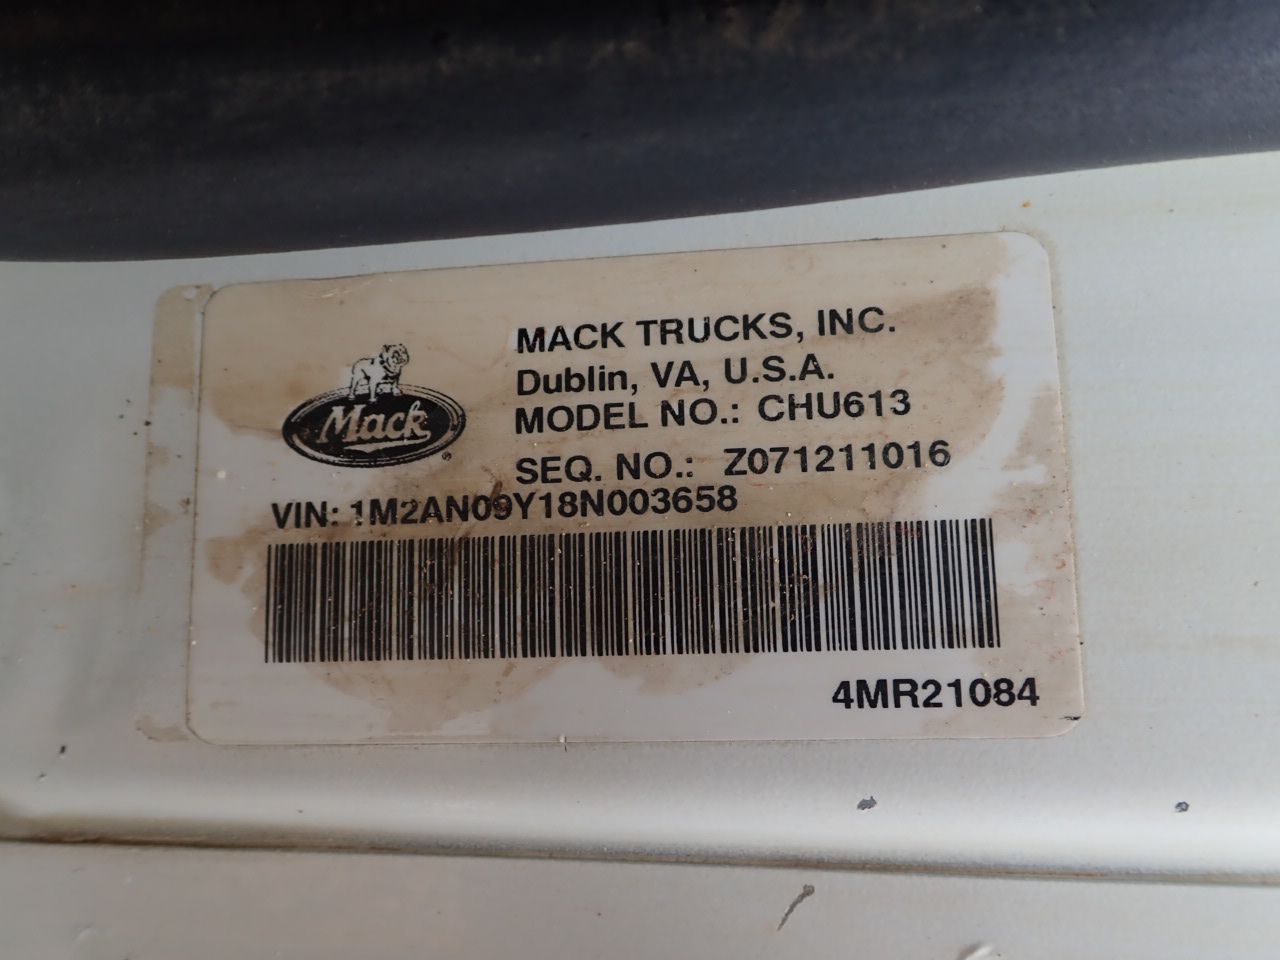 MACK TRUCKS, INC.
Dublin, VA, U.S.A.
MODEL NO.: CHU613
Mack
®
SEQ. NO.: Z071211016
VIN: 1M2AN09Y18N003658
4MR21084